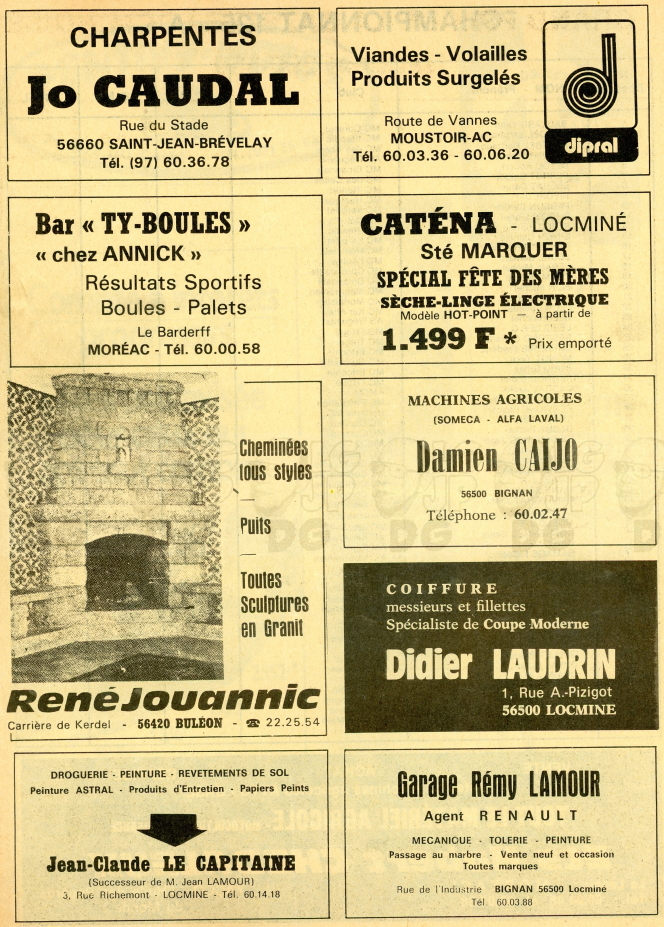 CHARPENTES
Jo CAUDAL
Rue du Stade
56660 SAINT-JEAN-BRÉVELAY
Tél. (97) 60.36.78
Viandes - Volailles
Produits Surgelés
Route de Vannes
MOUSTOIR-AC
Tél. 60.03.36 - 60.06.20
dipral
Bar « TY-BOULES »
« chez ANNICK »
Résultats Sportifs
Boules - Palets
Le Barderff
MORÉAC - Tél. 60.00.58
CATÉNA - LOCMINÉ
Sté MARQUER
SPÉCIAL FÊTE DES MÈRES
SÈCHE-LINGE ÉLECTRIQUE
Modèle HOT-POINT — à partir de
1.499 F * Prix emporté
Cheminées
tous styles
—
Puits
—
Toutes
Sculptures
en Granit
René Jouannic
Carrière de Kerdel - 56420 BULÉON - ☎ 22.25.54
MACHINES AGRICOLES
(SOMECA - ALFA LAVAL)
Damien CAIJO
56500 BIGNAN
Téléphone : 60.02.47
COIFFURE
messieurs et fillettes
Spécialiste de Coupe Moderne
Didier LAUDRIN
1, Rue A.-Pizigot
56500 LOCMINE
DROGUERIE - PEINTURE - REVETEMENTS DE SOL
Peinture ASTRAL - Produits d'Entretien - Papiers Peints
Jean-Claude LE CAPITAINE
(Successeur de M. Jean LAMOUR)
3, Rue Richemont - LOCMINE - Tél. 60.14.18
Garage Rémy LAMOUR
Agent RENAULT
MECANIQUE - TOLERIE - PEINTURE
Passage au marbre - Vente neuf et occasion
Toutes marques
Rue de l'Industrie BIGNAN 56500 Locminé
Tél. 60.03.88